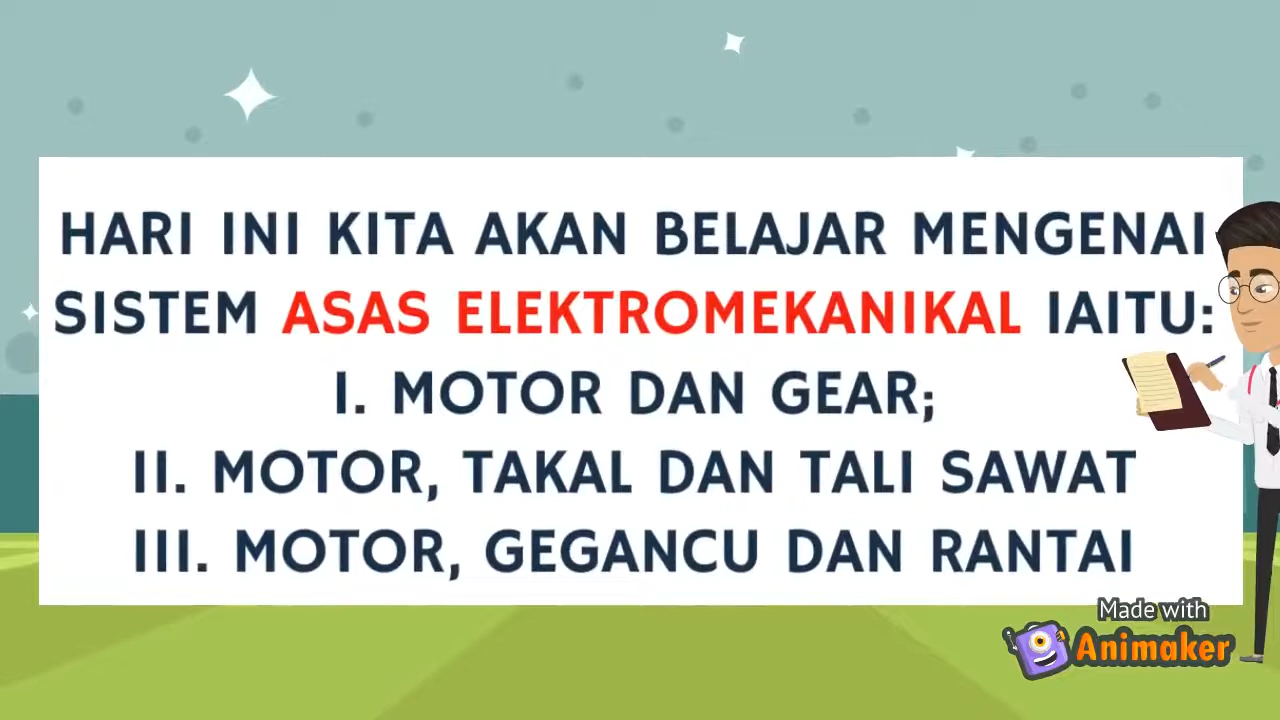 HARI INI KITA AKAN BELAJAR MENGENAI
SISTEM ASAS ELEKTROMEKANIKAL IAITU:
I. MOTOR DAN GEAR;
II. MOTOR, TAKAL DAN TALI SAWAT
III. MOTOR, GEGANCU DAN RANTAI
Made with
Animaker